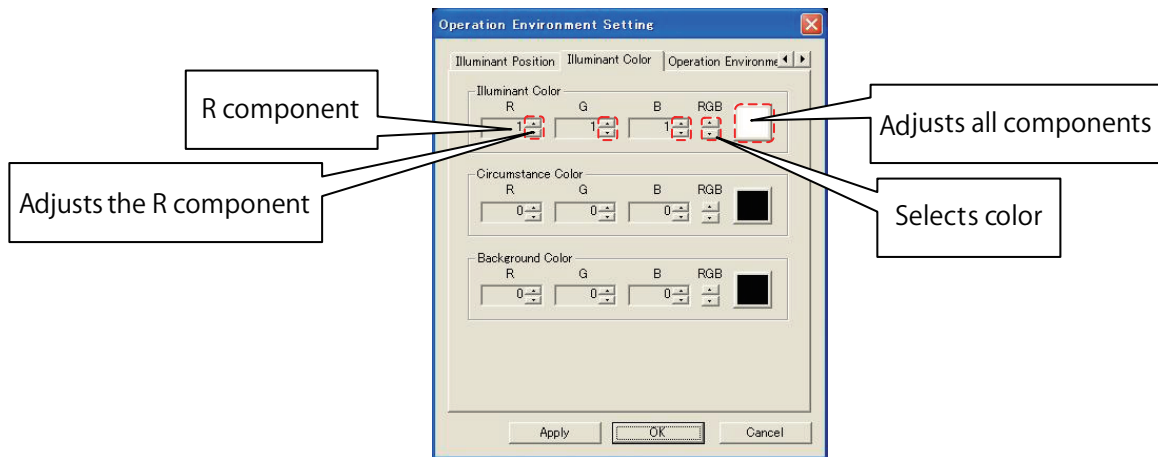 Operation Environment Setting
Illuminant Position Illuminant Color Operation Environme
Illuminant Color
R G B RGB
1 1 1
Circumstance Color
R G B RGB
0 0 0
Background Color
R G B RGB
0 0 0
Apply OK Cancel
R component
Adjusts the R component
Adjusts all components
Selects color